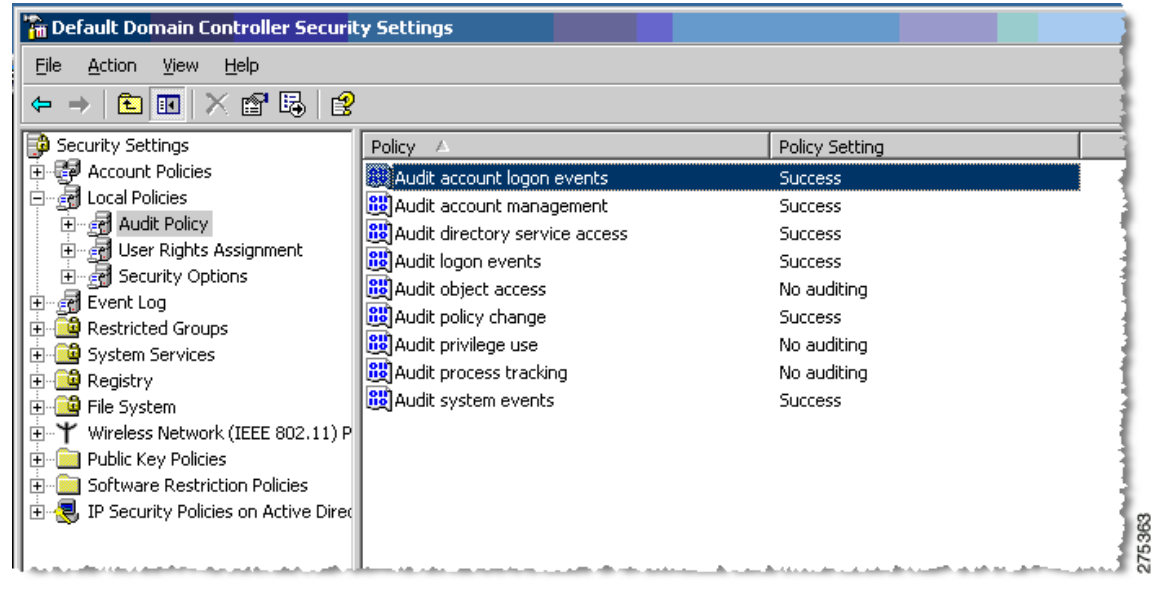 Default Domain Controller Security Settings
File Action View Help
Security Settings
Account Policies
Local Policies
Audit Policy
User Rights Assignment
Security Options
Event Log
Restricted Groups
System Services
Registry
File System
Wireless Network (IEEE 802.11) P
Public Key Policies
Software Restriction Policies
IP Security Policies on Active Direc
Policy Policy Setting
Audit account logon events Success
Audit account management Success
Audit directory service access Success
Audit logon events Success
Audit object access No auditing
Audit policy change Success
Audit privilege use No auditing
Audit process tracking No auditing
Audit system events Success
275363